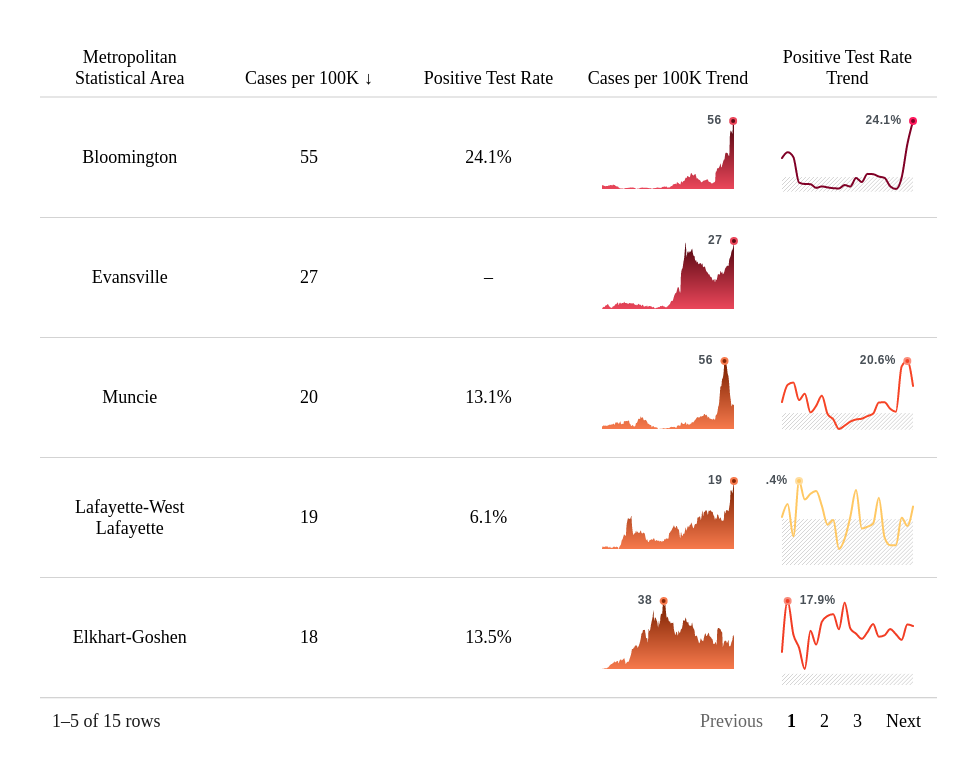 Metropolitan
Statistical Area
Cases per 100K ↓
Positive Test Rate
Cases per 100K Trend
Positive Test Rate
Trend
Bloomington
55
24.1%
56
24.1%
Evansville
27
–
27
Muncie
20
13.1%
56
20.6%
Lafayette-West
Lafayette
19
6.1%
19
.4%
Elkhart-Goshen
18
13.5%
38
17.9%
1–5 of 15 rows
Previous 1 2 3 Next